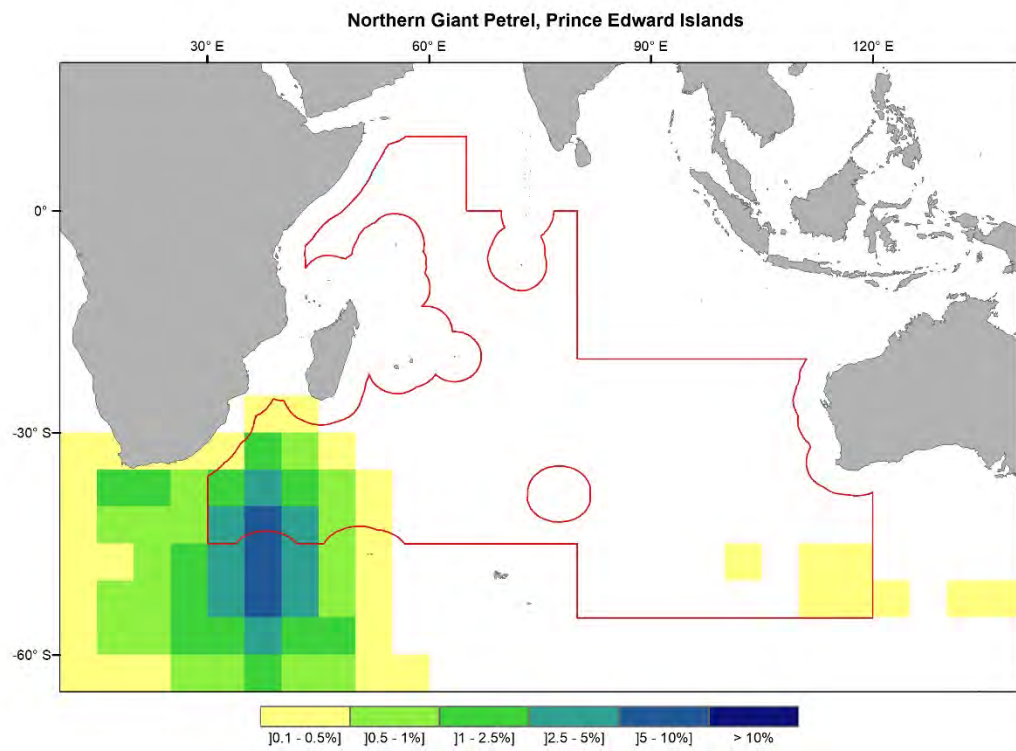 Northern Giant Petrel, Prince Edward Islands
30° E 60° E 90° E 120° E
0°
-30° S
-60° S
]0.1 - 0.5%] ]0.5 - 1%] ]1 - 2.5%] ]2.5 - 5%] ]5 - 10%] > 10%